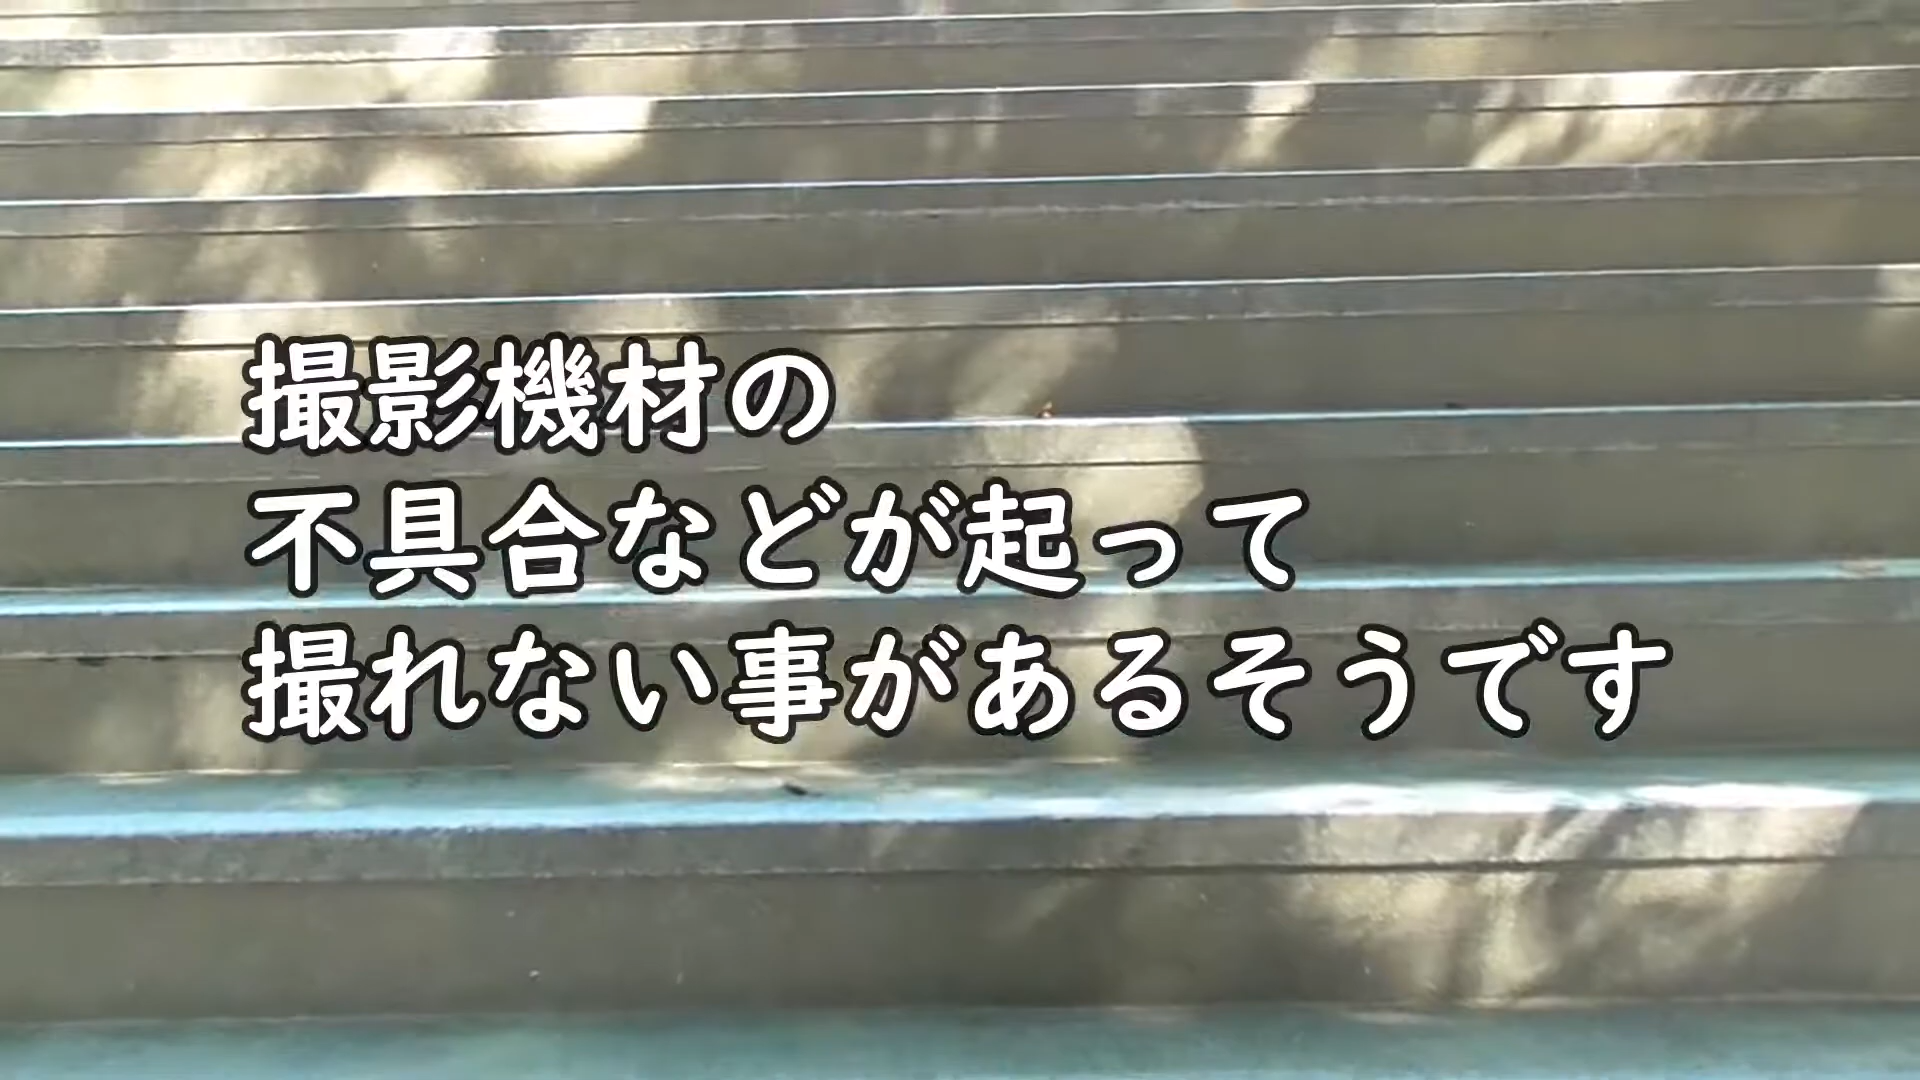 撮影機材の
不具合などが起って
撮れない事があるそうです